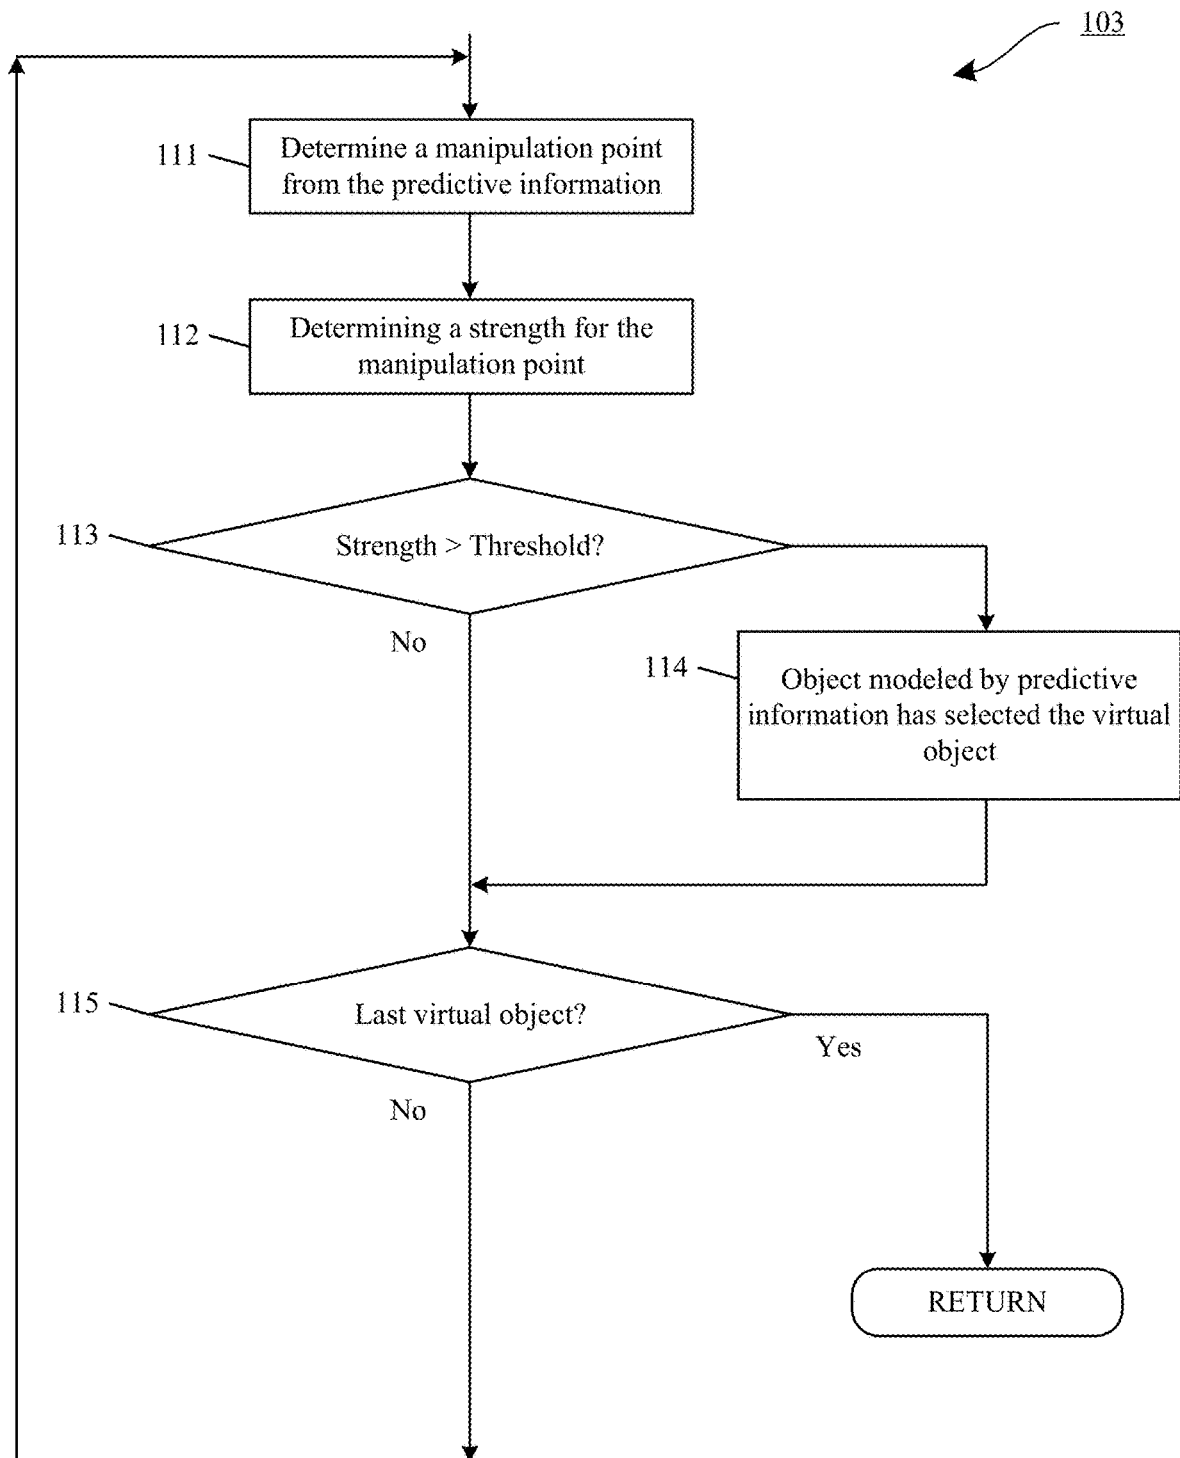 103
111
Determine a manipulation point
from the predictive information
112
Determining a strength for the
manipulation point
113
Strength > Threshold?
No
114
Object modeled by predictive
information has selected the virtual
object
115
Last virtual object?
Yes
No
RETURN